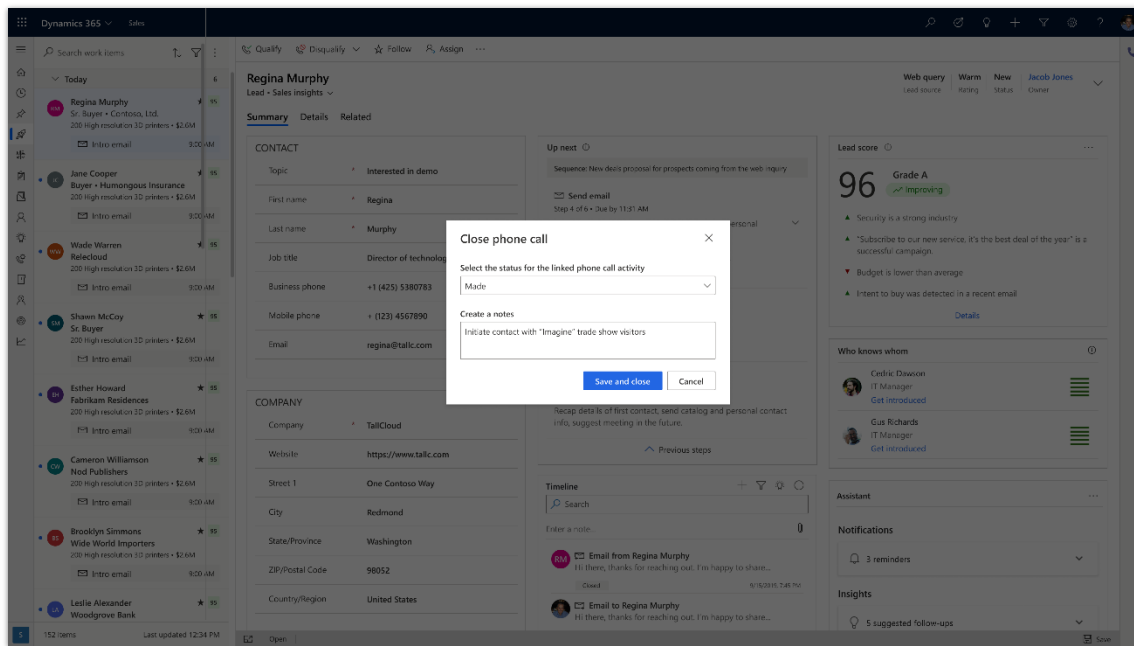 Dynamics 365
Sales
Search work items
Qualify
Disqualify
Follow
Assign
Today
6
RM
Regina Murphy
95
Sr. Buyer • Contoso, Ltd.
200 High resolution 3D printers • $2.6M
Intro email
9:00 AM
Jane Cooper
95
Buyer • Humongous Insurance
200 High resolution 3D printers • $2.6M
Intro email
9:00 AM
WW
Wade Warren
95
Relecloud
200 High resolution 3D printers • $2.6M
Intro email
9:00 AM
SM
Shawn McCoy
95
Sr. Buyer
200 High resolution 3D printers • $2.6M
Intro email
9:00 AM
EH
Esther Howard
95
Fabrikam Residences
200 High resolution 3D printers • $2.6M
Intro email
9:00 AM
CW
Cameron Williamson
95
Nod Publishers
200 High resolution 3D printers • $2.6M
Intro email
9:00 AM
BS
Brooklyn Simmons
95
Wide World Importers
200 High resolution 3D printers • $2.6M
Intro email
9:00 AM
LA
Leslie Alexander
95
Woodgrove Bank
S
152 items
Last updated 12:34 PM
Regina Murphy
Lead • Sales insights
Web query
Lead source
Warm
Rating
New
Status
Jacob Jones
Owner
Summary
Details
Related
CONTACT
Topic * Interested in demo
First name * Regina
Last name * Murphy
Job title Director of technolog
Business phone +1 (425) 5380783
Mobile phone + (123) 4567890
Email regina@tallc.com
COMPANY
Company * TallCloud
Website https://www.tallc.com
Street 1 One Contoso Way
City Redmond
State/Province Washington
ZIP/Postal Code 98052
Country/Region United States
Up next
Sequence: New deals proposal for prospects coming from the web inquiry
Send email
Step 4 of 6 • Due by 11:31 AM
personal
Close phone call
Select the status for the linked phone call activity
Made
Create a notes
Initiate contact with "Imagine" trade show visitors
Save and close
Cancel
Recap details of first contact, send catalog and personal contact
info, suggest meeting in the future.
Previous steps
Timeline
Search
Enter a note...
RM
Email from Regina Murphy
Hi there, thanks for reaching out. I'm happy to share...
Closed
Email to Regina Murphy
Hi there, thanks for reaching out. I'm happy to share...
Lead score
96
Grade A
Improving
Security is a strong industry
"Subscribe to our new service, it's the best deal of the year" is a
successful campaign.
Budget is lower than average
Intent to buy was detected in a recent email
Details
Who knows whom
Cedric Dawson
IT Manager
Get introduced
Gus Richards
IT Manager
Get introduced
Assistant
Notifications
3 reminders
Insights
5 suggested follow-ups
Open
Save